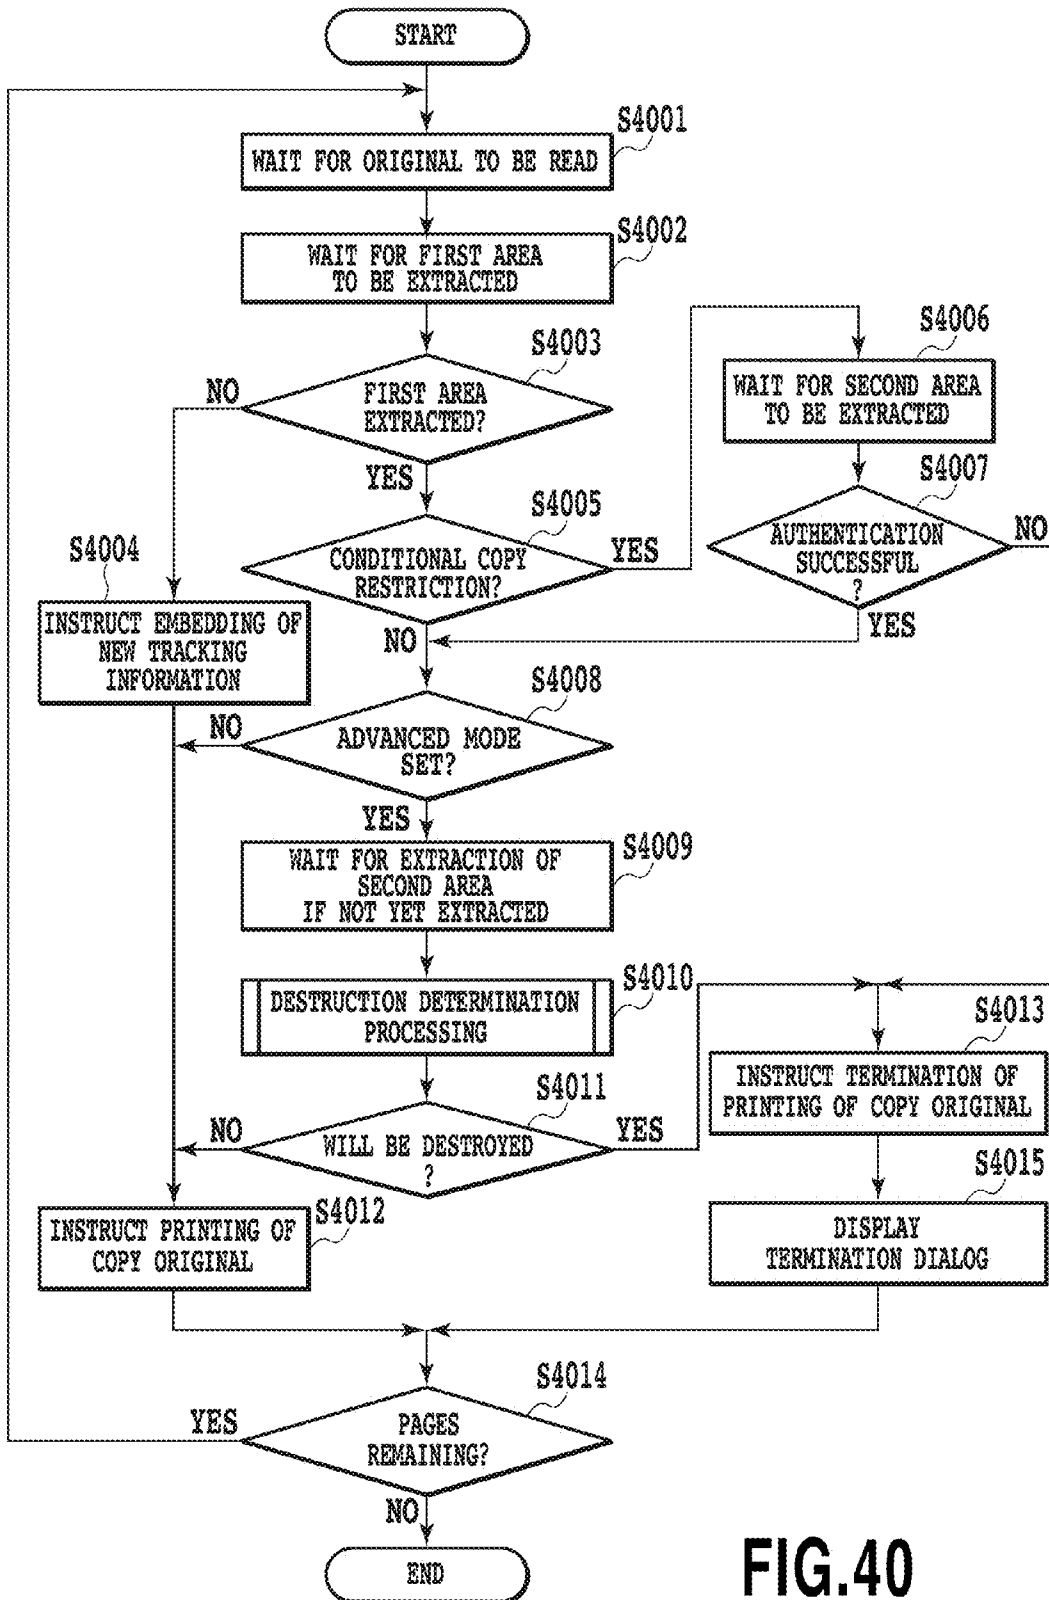 START
S4001
WAIT FOR ORIGINAL TO BE READ
S4002
WAIT FOR FIRST AREA
TO BE EXTRACTED
S4003
NO
FIRST AREA
EXTRACTED?
YES
S4006
WAIT FOR SECOND AREA
TO BE EXTRACTED
S4007
AUTHENTICATION
SUCCESSFUL
?
NO
YES
S4005
CONDITIONAL COPY
RESTRICTION?
YES
NO
S4004
INSTRUCT EMBEDDING OF
NEW TRACKING
INFORMATION
S4008
NO
ADVANCED MODE
SET?
YES
S4009
WAIT FOR EXTRACTION OF
SECOND AREA
IF NOT YET EXTRACTED
S4010
DESTRUCTION DETERMINATION
PROCESSING
S4011
NO
WILL BE DESTROYED
?
YES
S4013
INSTRUCT TERMINATION OF
PRINTING OF COPY ORIGINAL
S4015
DISPLAY
TERMINATION DIALOG
S4012
INSTRUCT PRINTING OF
COPY ORIGINAL
S4014
YES
PAGES
REMAINING?
NO
END
FIG.40